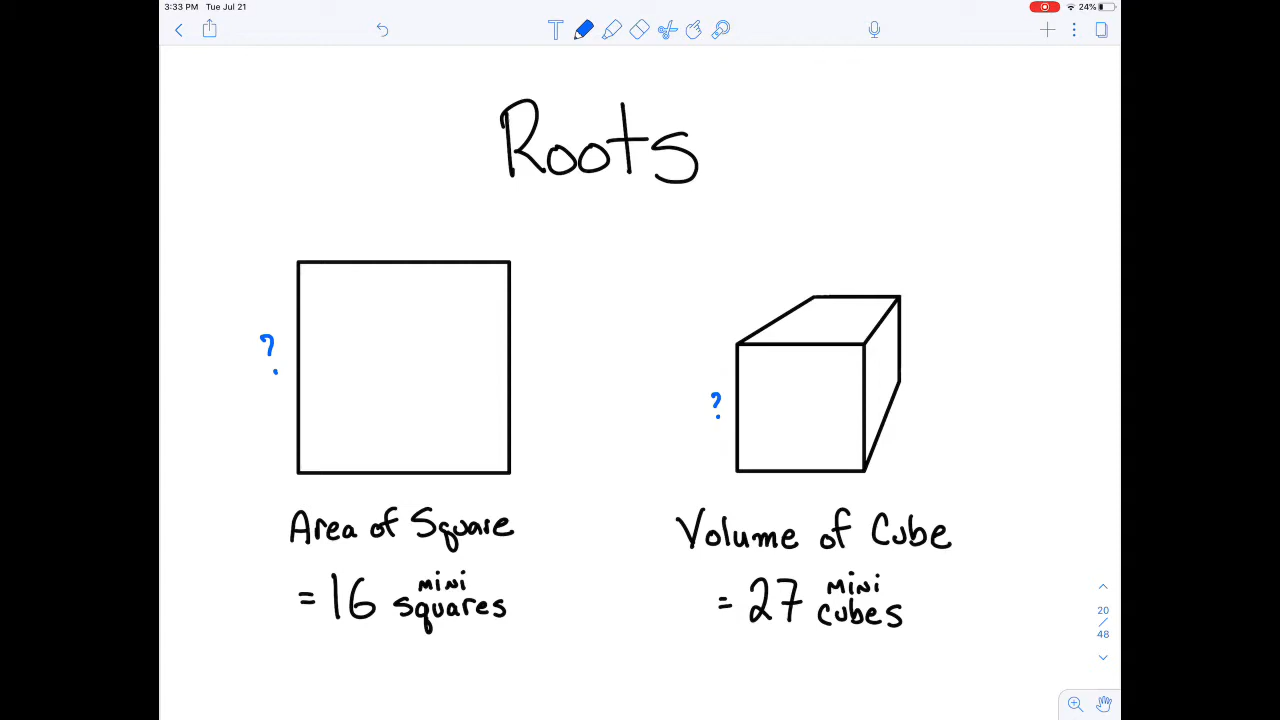 3:33 PM Tue Jul 21
24%
T
Roots
?
?
Area of Square
= 16 mini squares
Volume of Cube
= 27 mini cubes
20
/
48